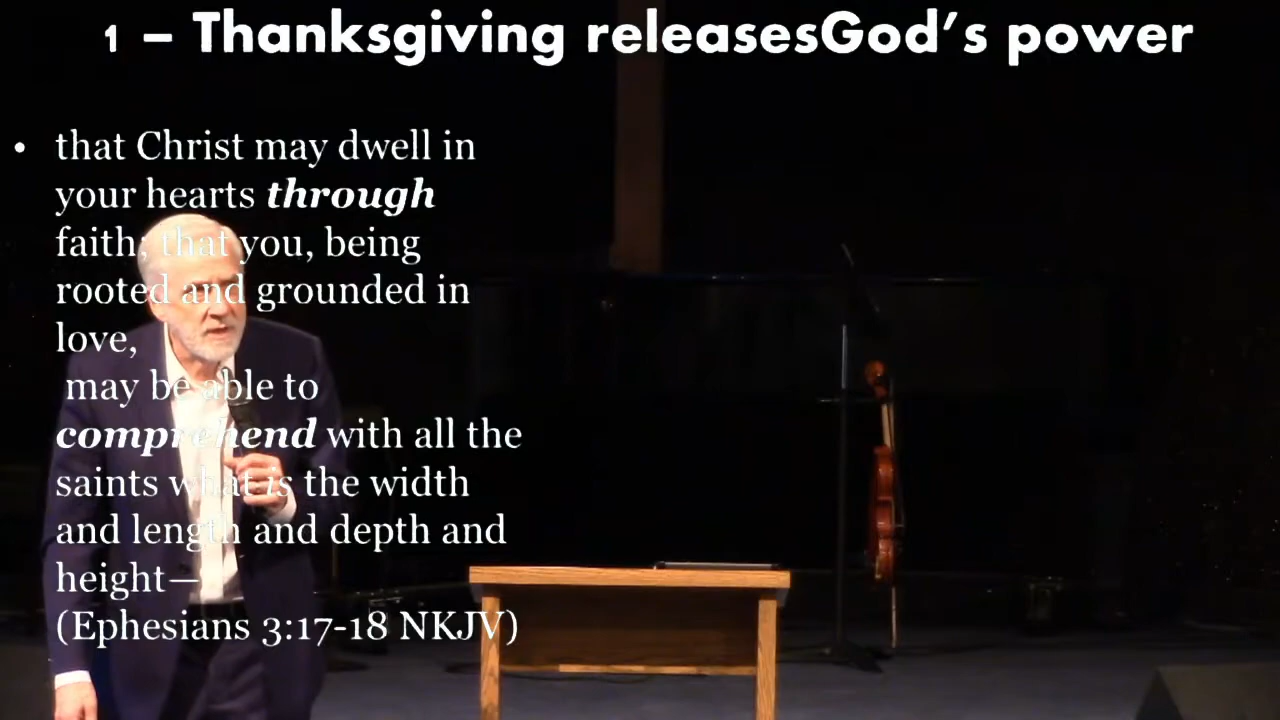 1 – Thanksgiving releasesGod’s power
• that Christ may dwell in
your hearts through
faith; that you, being
rooted and grounded in
love,
may be able to
comprehend with all the
saints what is the width
and length and depth and
height—
(Ephesians 3:17-18 NKJV)